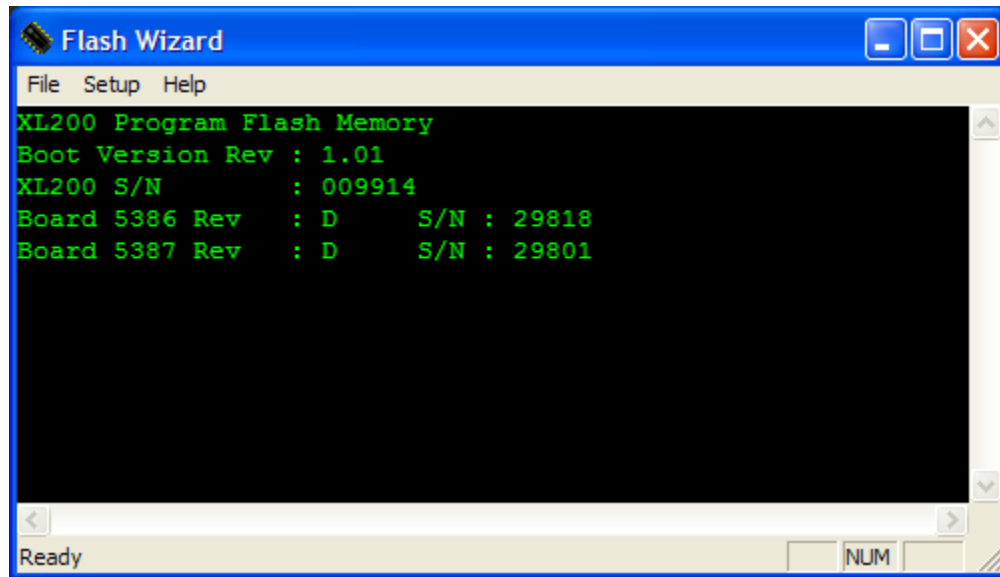 Flash Wizard
File Setup Help
XL200 Program Flash Memory
Boot Version Rev : 1.01
XL200 S/N : 009914
Board 5386 Rev : D S/N : 29818
Board 5387 Rev : D S/N : 29801
Ready NUM